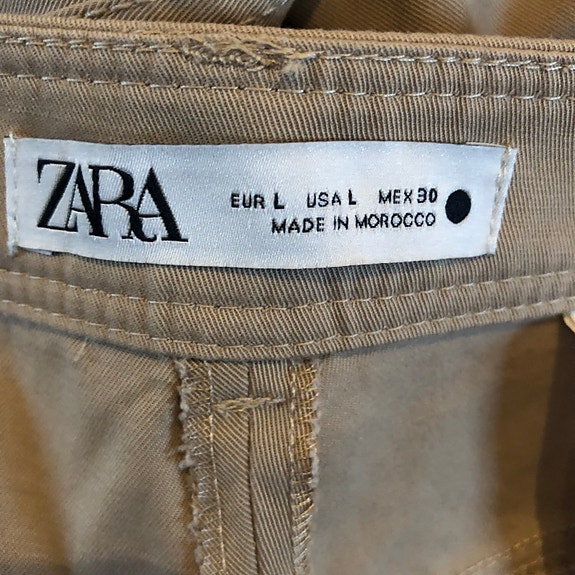 ZARA
EUR L USA L MEX 30
MADE IN MOROCCO